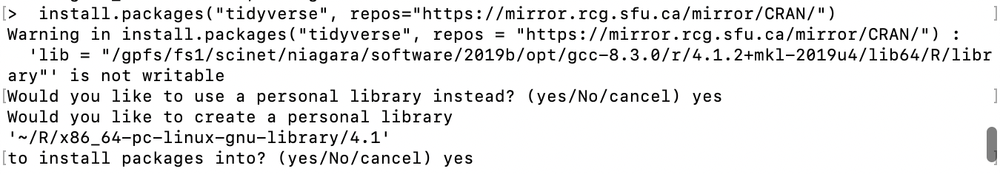 [>  install.packages("tidyverse", repos="https://mirror.rcg.sfu.ca/mirror/CRAN/") ]
Warning in install.packages("tidyverse", repos = "https://mirror.rcg.sfu.ca/mirror/CRAN/") :
  'lib = "/gpfs/fs1/scinet/niagara/software/2019b/opt/gcc-8.3.0/r/4.1.2+mkl-2019u4/lib64/R/libr
ary"' is not writable
[Would you like to use a personal library instead? (yes/No/cancel) yes ]
Would you like to create a personal library
'~/R/x86_64-pc-linux-gnu-library/4.1'
[to install packages into? (yes/No/cancel) yes ]